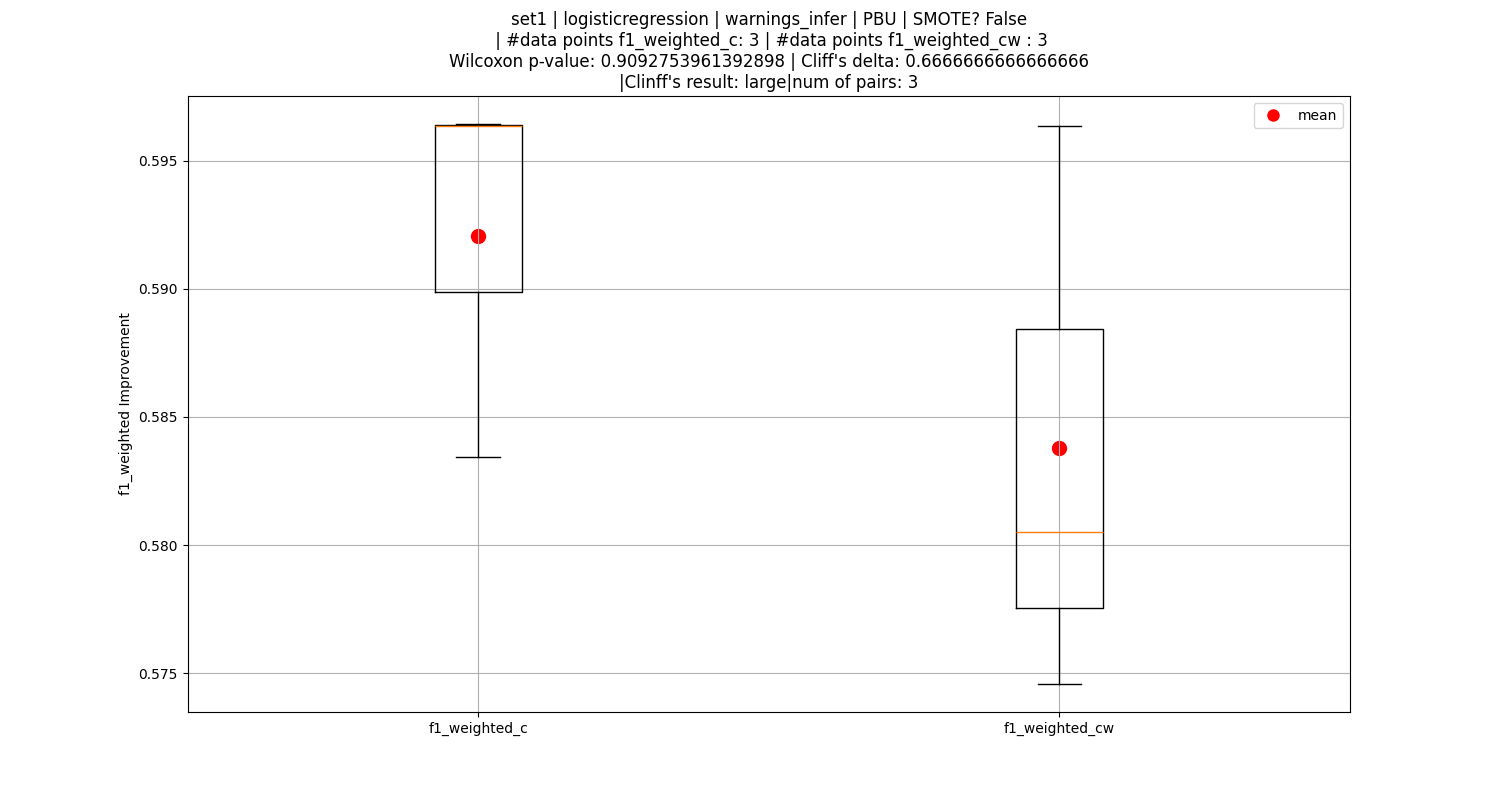 set1 | logisticregression | warnings_infer | PBU | SMOTE? False
| #data points f1_weighted_c: 3 | #data points f1_weighted_cw : 3
Wilcoxon p-value: 0.9092753961392898 | Cliff's delta: 0.6666666666666666
|Clinff's result: large|num of pairs: 3
mean
0.595
0.590
0.585
0.580
0.575
f1_weighted Improvement
f1_weighted_c
f1_weighted_cw